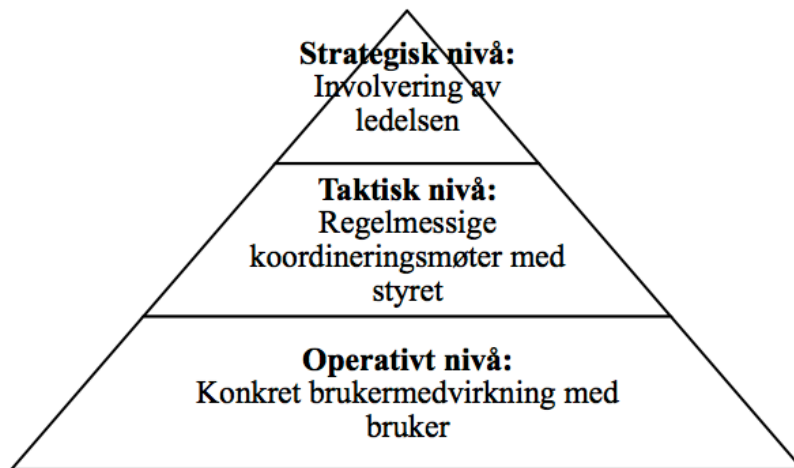 Strategisk nivå:
Involvering av
ledelsen
Taktisk nivå:
Regelmessige
koordineringsmøter med
styret
Operativt nivå:
Konkret brukermedvirkning med
bruker